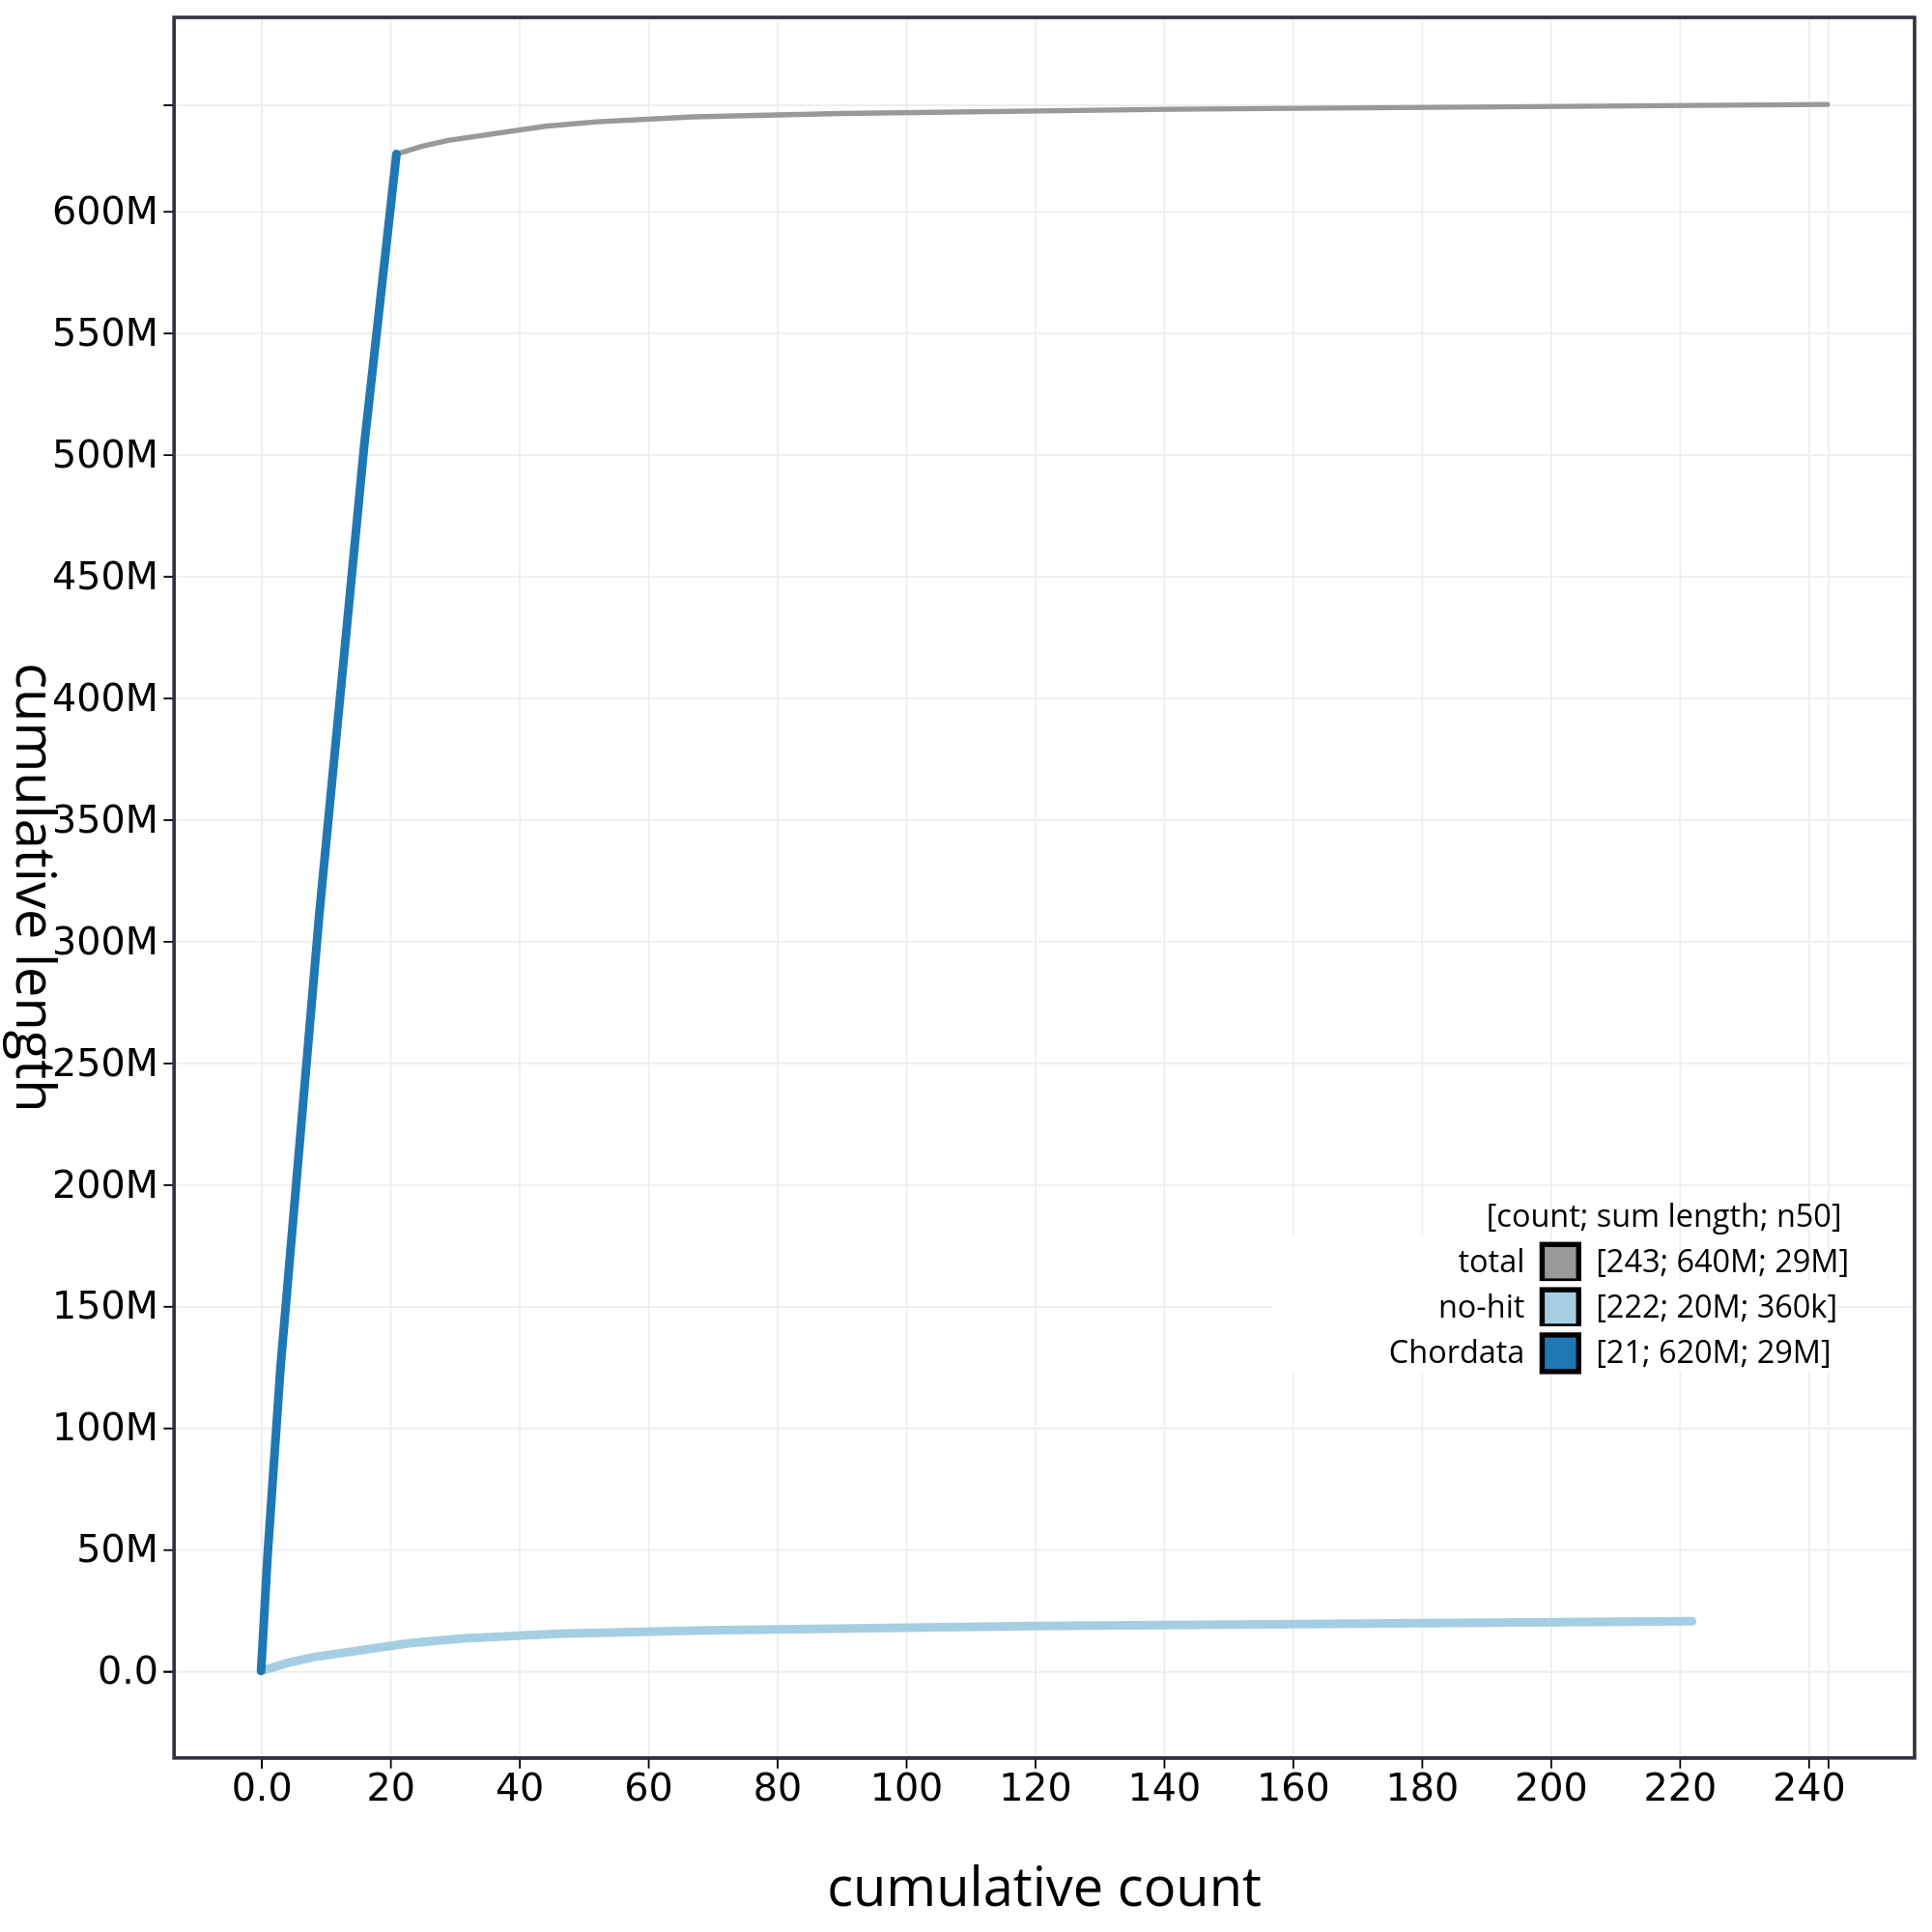 600M
550M
500M
450M
400M
350M
300M
250M
200M
150M
100M
50M
0.0
cumulative length
[count; sum length; n50]
total [243; 640M; 29M]
no-hit [222; 20M; 360k]
Chordata [21; 620M; 29M]
0.0 20 40 60 80 100 120 140 160 180 200 220 240
cumulative count